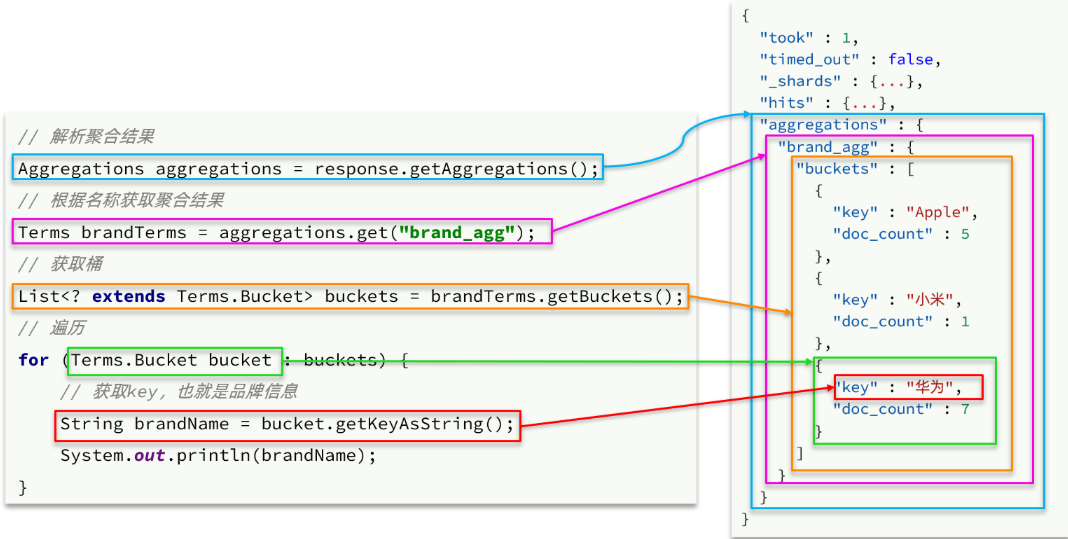 // 解析聚合结果
Aggregations aggregations = response.getAggregations();
// 根据名称获取聚合结果
Terms brandTerms = aggregations.get("brand_agg");
// 获取桶
List<? extends Terms.Bucket> buckets = brandTerms.getBuckets();
// 遍历
for (Terms.Bucket bucket : buckets) {
// 获取key，也就是品牌信息
String brandName = bucket.getKeyAsString();
System.out.println(brandName);
}
{
"took" : 1,
"timed_out" : false,
"_shards" : {...},
"hits" : {...},
"aggregations" : {
"brand_agg" : {
"buckets" : [
{
"key" : "Apple",
"doc_count" : 5
},
{
"key" : "小米",
"doc_count" : 1
},
{
"key" : "华为",
"doc_count" : 7
}
]
}
}
}